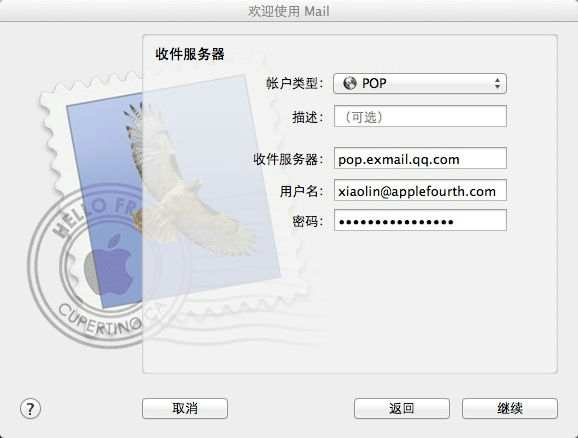 欢迎使用 Mail
收件服务器
帐户类型： POP
描述： （可选）
收件服务器： pop.exmail.qq.com
用户名： xiaolin@applefourth.com
密码： ••••••••••••••••
HELLO FR
CUPERTINO CA
?
取消
返回
继续